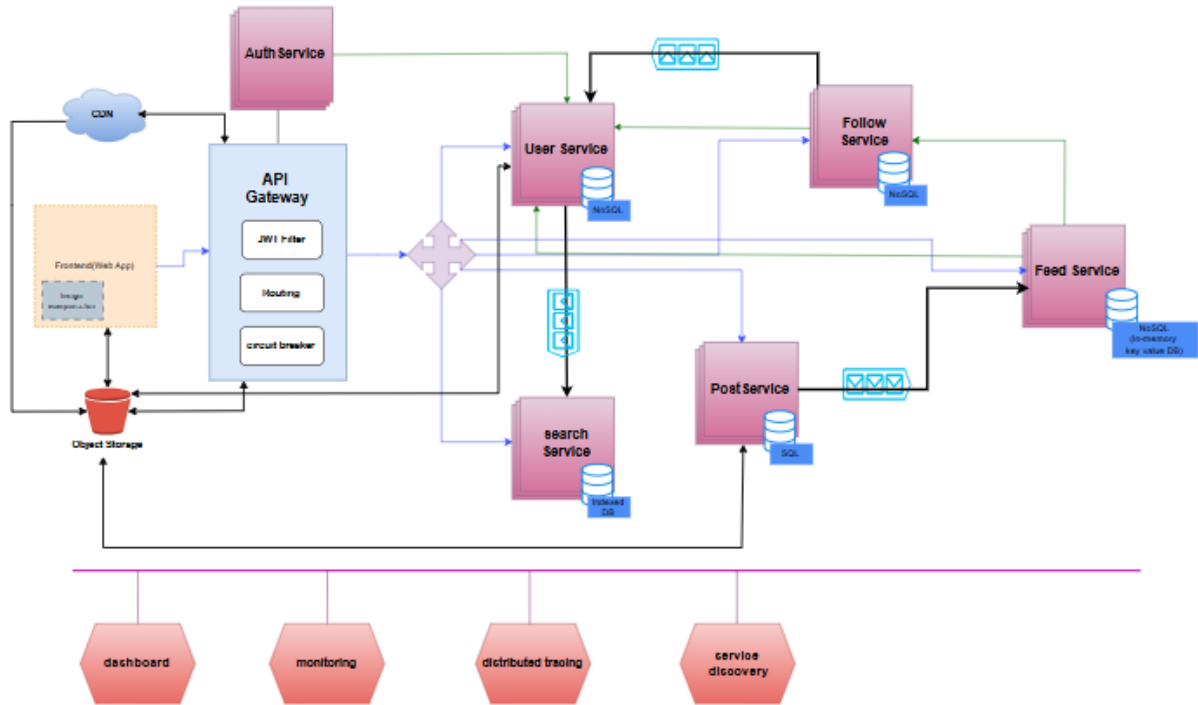 Auth Service
CDN
API
Gateway
JWT Filter
Routing
circuit breaker
Frontend(Web App)
Image
Object Storage
User Service
NoSQL
Follow
Service
NoSQL
Feed Service
NoSQL
(in-memory
key value DB)
Post Service
SQL
search
Service
Indexed
DB
dashboard
monitoring
distributed tracing
service
discovery